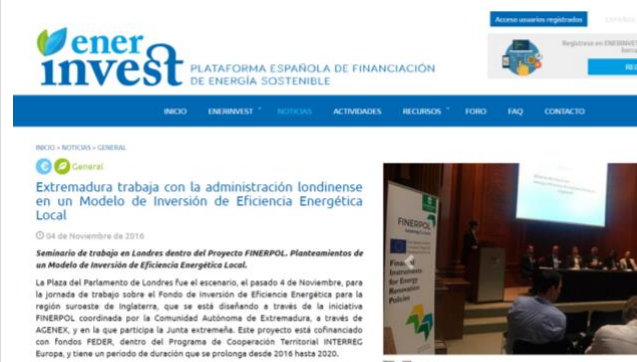 Acceso usuarios registrados
ESPAÑOL
ener
invest
PLATAFORMA ESPAÑOLA DE FINANCIACIÓN
DE ENERGÍA SOSTENIBLE
INICIO ENERINVEST NOTICIAS ACTIVIDADES RECURSOS FORO FAQ CONTACTO
INICIO » NOTICIAS » GENERAL
General
Extremadura trabaja con la administración londinense
en un Modelo de Inversión de Eficiencia Energética
Local
04 de Noviembre de 2016
Seminario de trabajo en Londres dentro del Proyecto FINERPOL. Planteamientos de
un Modelo de Inversión de Eficiencia Energética Local.
La Plaza del Parlamento de Londres fue el escenario, el pasado 4 de Noviembre, para
la jornada de trabajo sobre el Fondo de Inversión de Eficiencia Energética para la
región suroeste de Inglaterra, que se está diseñando a través de la iniciativa
FINERPOL coordinada por la Comunidad Autónoma de Extremadura, a través de
AGENEX, y en la que participa la Junta extremeña. Este proyecto está cofinanciado
con fondos FEDER, dentro del Programa de Cooperación Territorial INTERREG
Europa, y tiene un periodo de duración que se prolonga desde 2016 hasta 2020.
FINERPOL
Financial
Instruments
for Energy
Renovation
Policies